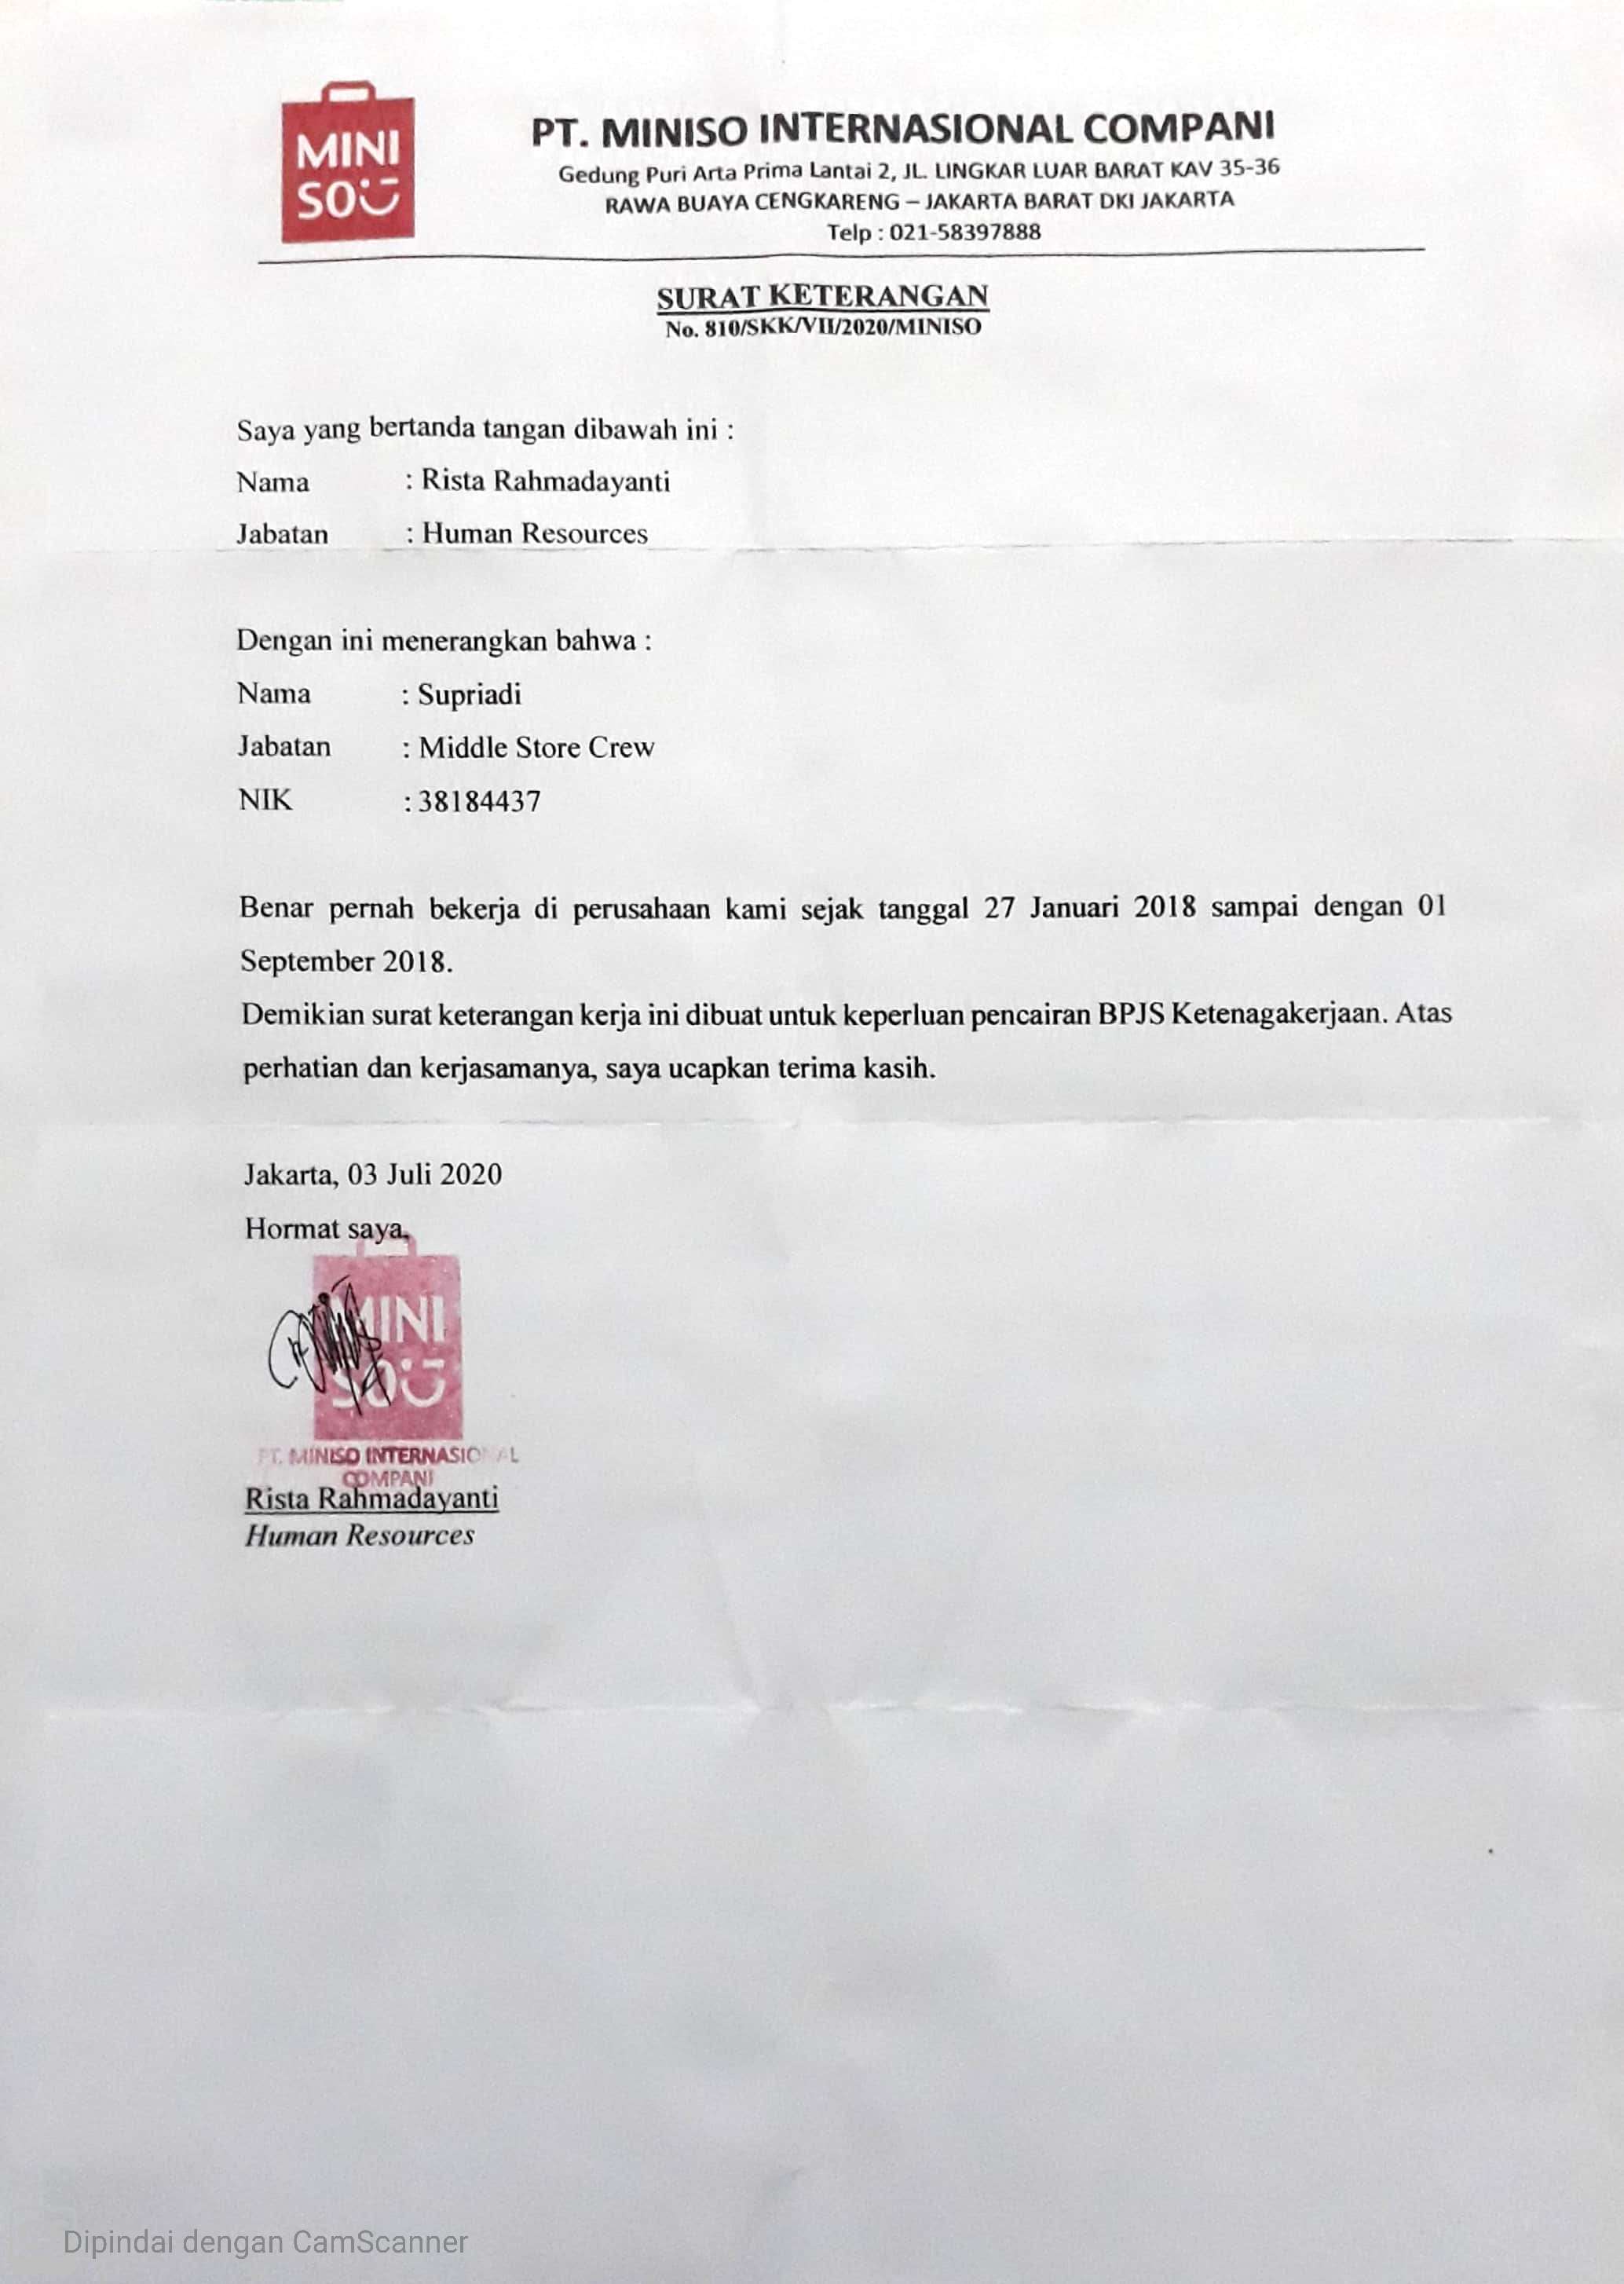 MINI
SO
PT. MINISO INTERNASIONAL COMPANI
Gedung Puri Arta Prima Lantai 2, JL. LINGKAR LUAR BARAT KAV 35-36
RAWA BUAYA CENGKARENG – JAKARTA BARAT DKI JAKARTA
Telp : 021-58397888
SURAT KETERANGAN
No. 810/SKK/VII/2020/MINISO
Saya yang bertanda tangan dibawah ini :
Nama : Rista Rahmadayanti
Jabatan : Human Resources
Dengan ini menerangkan bahwa :
Nama : Supriadi
Jabatan : Middle Store Crew
NIK : 38184437
Benar pernah bekerja di perusahaan kami sejak tanggal 27 Januari 2018 sampai dengan 01
September 2018.
Demikian surat keterangan kerja ini dibuat untuk keperluan pencairan BPJS Ketenagakerjaan. Atas
perhatian dan kerjasamanya, saya ucapkan terima kasih.
Jakarta, 03 Juli 2020
Hormat saya,
MINI
SO
PT. MINISO INTERNASIONAL
COMPANI
Rista Rahmadayanti
Human Resources
Dipindai dengan CamScanner